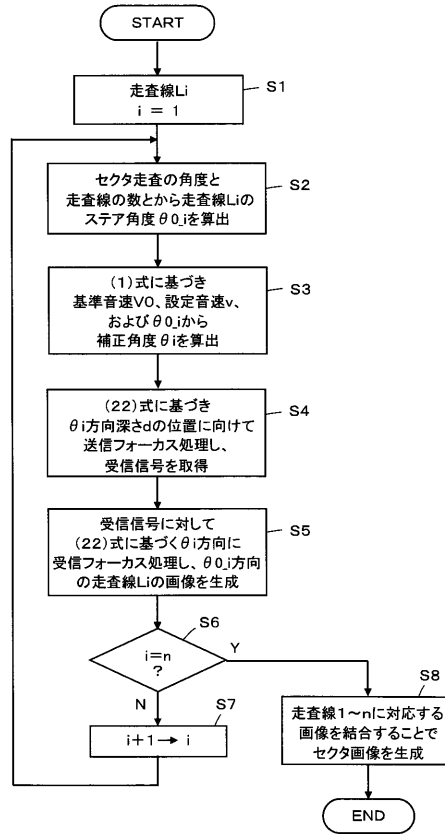 START
走査線Li
i = 1
S1
セクタ走査の角度と
走査線の数とから走査線Liの
ステア角度θ0_iを算出
S2
(1)式に基づき
基準音速V0、設定音速v、
およびθ0_iから
補正角度θiを算出
S3
(22)式に基づき
θi方向深さdの位置に向けて
送信フォーカス処理し、
受信信号を取得
S4
受信信号に対して
(22)式に基づくθi方向に
受信フォーカス処理し、θ0_i方向
の走査線Liの画像を生成
S5
S6
i=n
?
Y
N
S7
i+1→ i
S8
走査線1~nに対応する
画像を結合することで
セクタ画像を生成
END